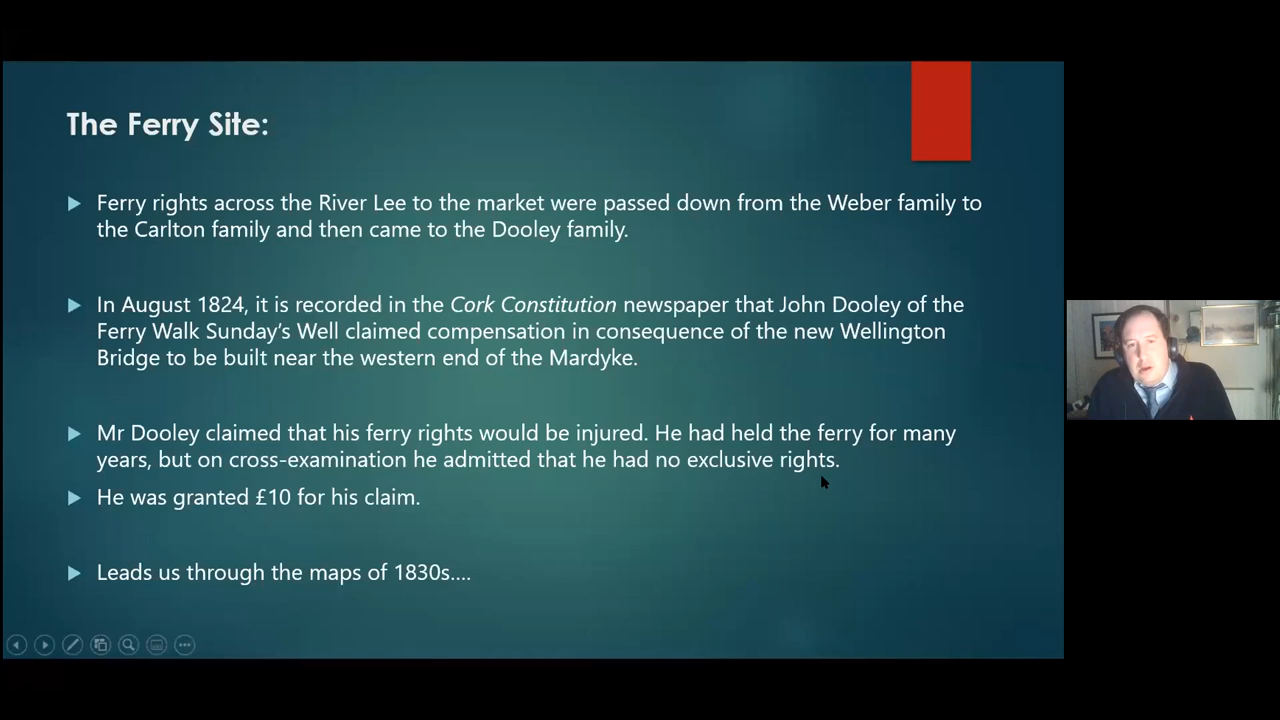 The Ferry Site:
Ferry rights across the River Lee to the market were passed down from the Weber family to
the Carlton family and then came to the Dooley family.
In August 1824, it is recorded in the Cork Constitution newspaper that John Dooley of the
Ferry Walk Sunday's Well claimed compensation in consequence of the new Wellington
Bridge to be built near the western end of the Mardyke.
Mr Dooley claimed that his ferry rights would be injured. He had held the ferry for many
years, but on cross-examination he admitted that he had no exclusive rights.
He was granted £10 for his claim.
Leads us through the maps of 1830s....